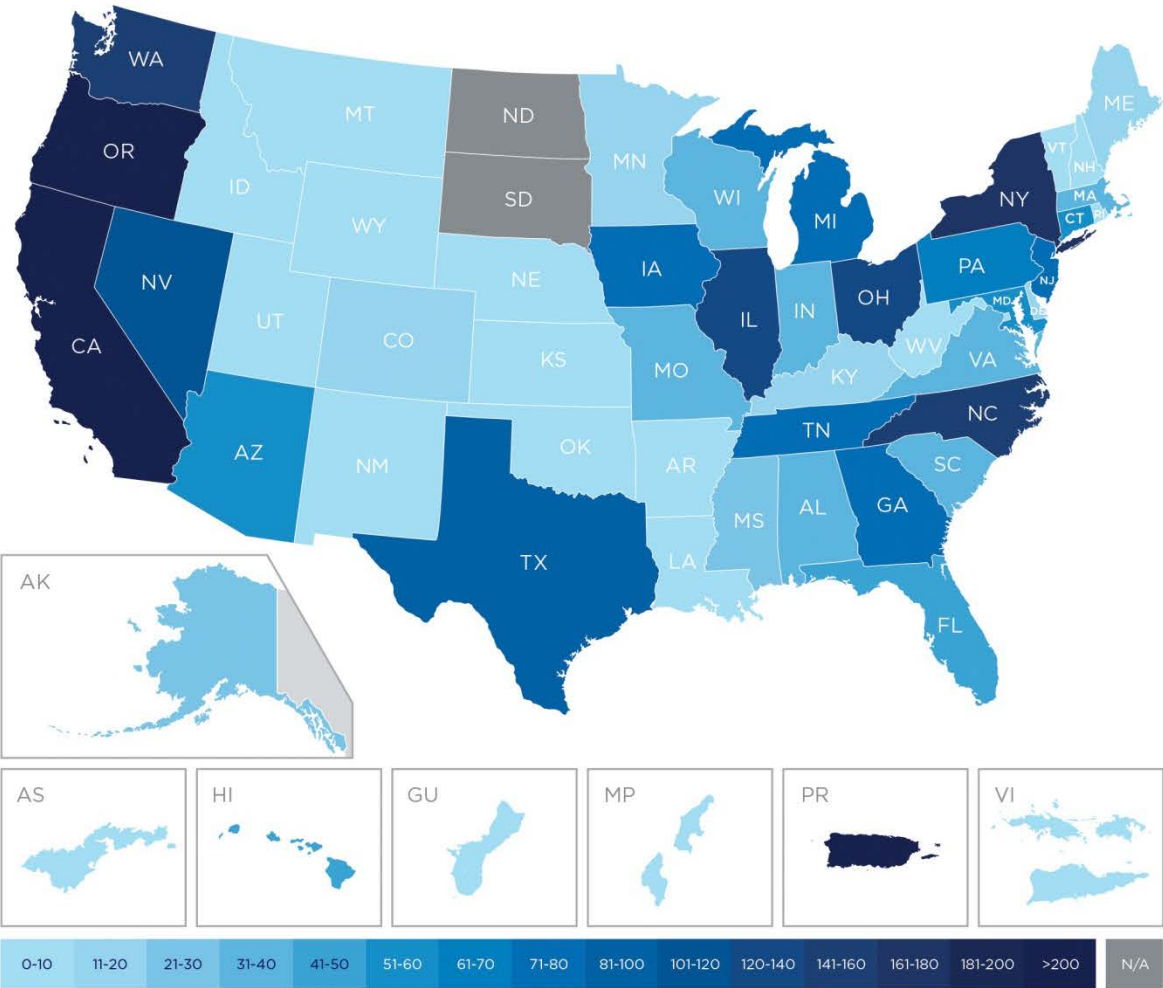 WA
MT
ND
ME
OR
MN
VT
NH
ID
SD
WI
NY
MA
WY
MI
CT
RI
IA
PA
NV
NE
NJ
OH
MD
DE
UT
IL
IN
CA
CO
WV
VA
KS
MO
KY
NC
TN
AZ
OK
NM
AR
SC
MS
AL
GA
TX
LA
AK
FL
AS
HI
GU
MP
PR
VI
0-10 11-20 21-30 31-40 41-50 51-60 61-70 71-80 81-100 101-120 120-140 141-160 161-180 181-200 >200 N/A